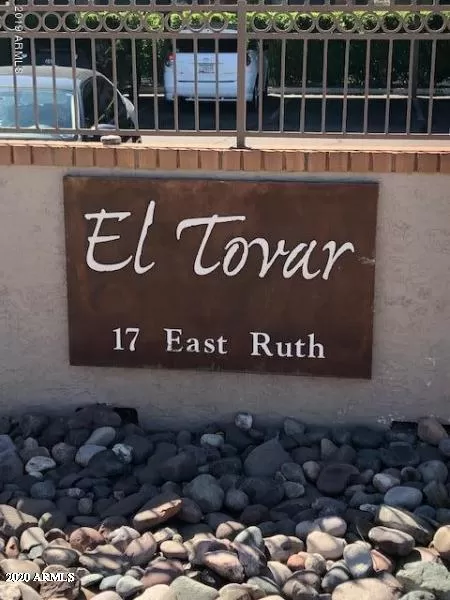 2019 ARMLS
El Tovar
17 East Ruth
2020 ARMLS